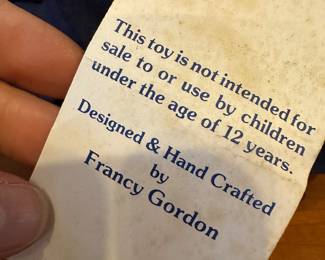 This toy is not intended for
sale to or use by children
under the age of 12 years.
Designed & Hand Crafted
by
Francy Gordon